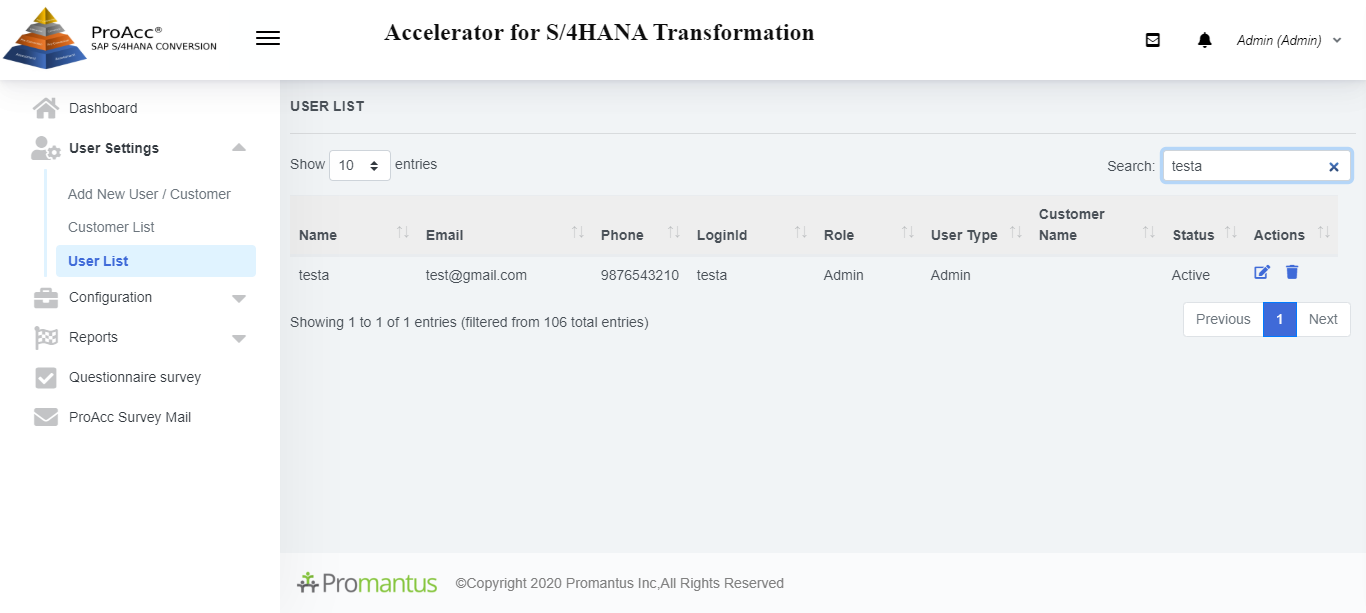 ProAcc®
SAP S/4HANA CONVERSION
Accelerator for S/4HANA Transformation
Admin (Admin)
Dashboard
User Settings
Add New User / Customer
Customer List
User List
Configuration
Reports
Questionnaire survey
ProAcc Survey Mail
USER LIST
Show 10 entries
Search: testa
Name Email Phone LoginId Role User Type Customer Name Status Actions
testa test@gmail.com 9876543210 testa Admin Admin Active
Showing 1 to 1 of 1 entries (filtered from 106 total entries)
Previous 1 Next
Promantus ©Copyright 2020 Promantus Inc,All Rights Reserved